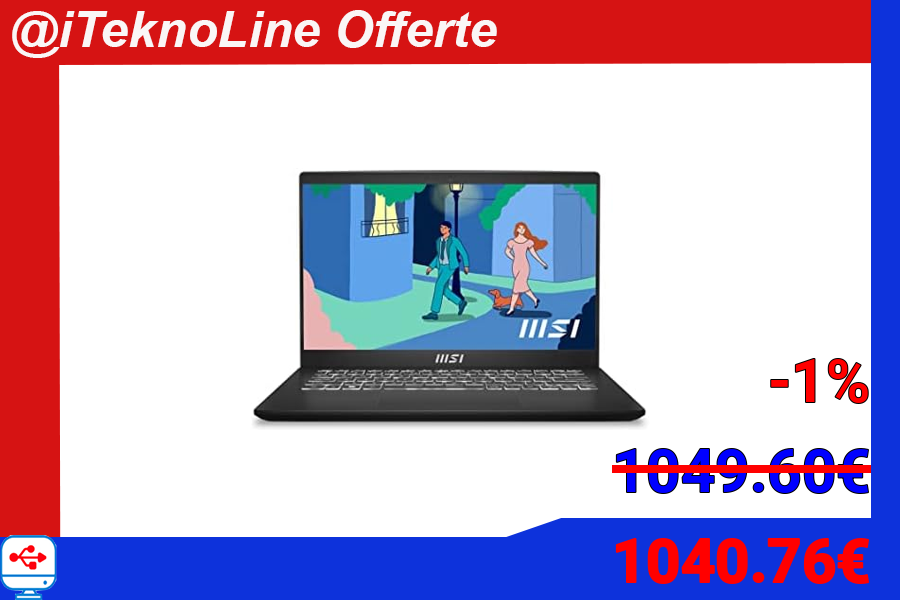 @iTeknoLine Offerte
msi
msi
-1%
1049.60€
1040.76€